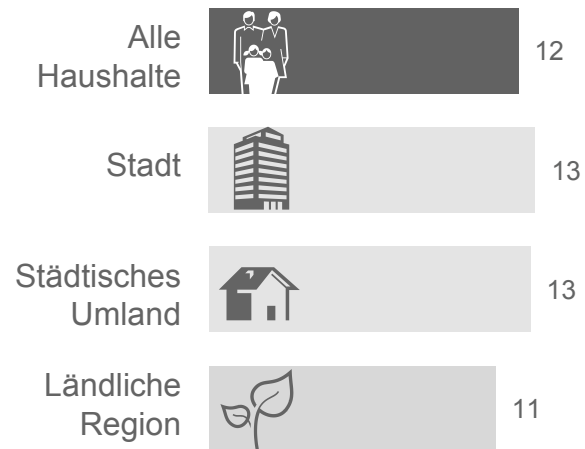 Alle
Haushalte
12
Stadt
13
Städtisches
Umland
13
Ländliche
Region
11